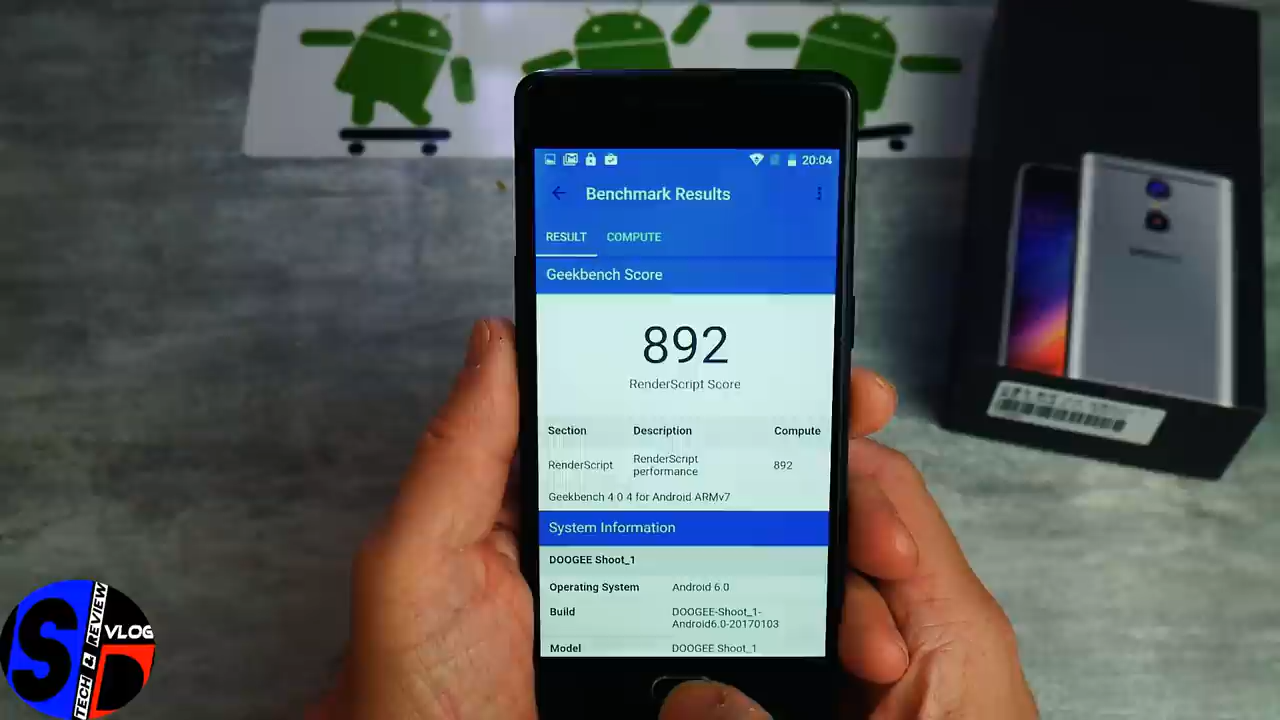 20:04
Benchmark Results
RESULT COMPUTE
Geekbench Score
892
RenderScript Score
Section Description Compute
RenderScript RenderScript performance 892
Geekbench 4 0 4 for Android ARMv7
System Information
DOOGEE Shoot_1
Operating System Android 6.0
Build DOOGEE-Shoot_1-
Android6.0-20170103
Model DOOGEE Shoot_1
SD
TECH & REVIEW
VLOG